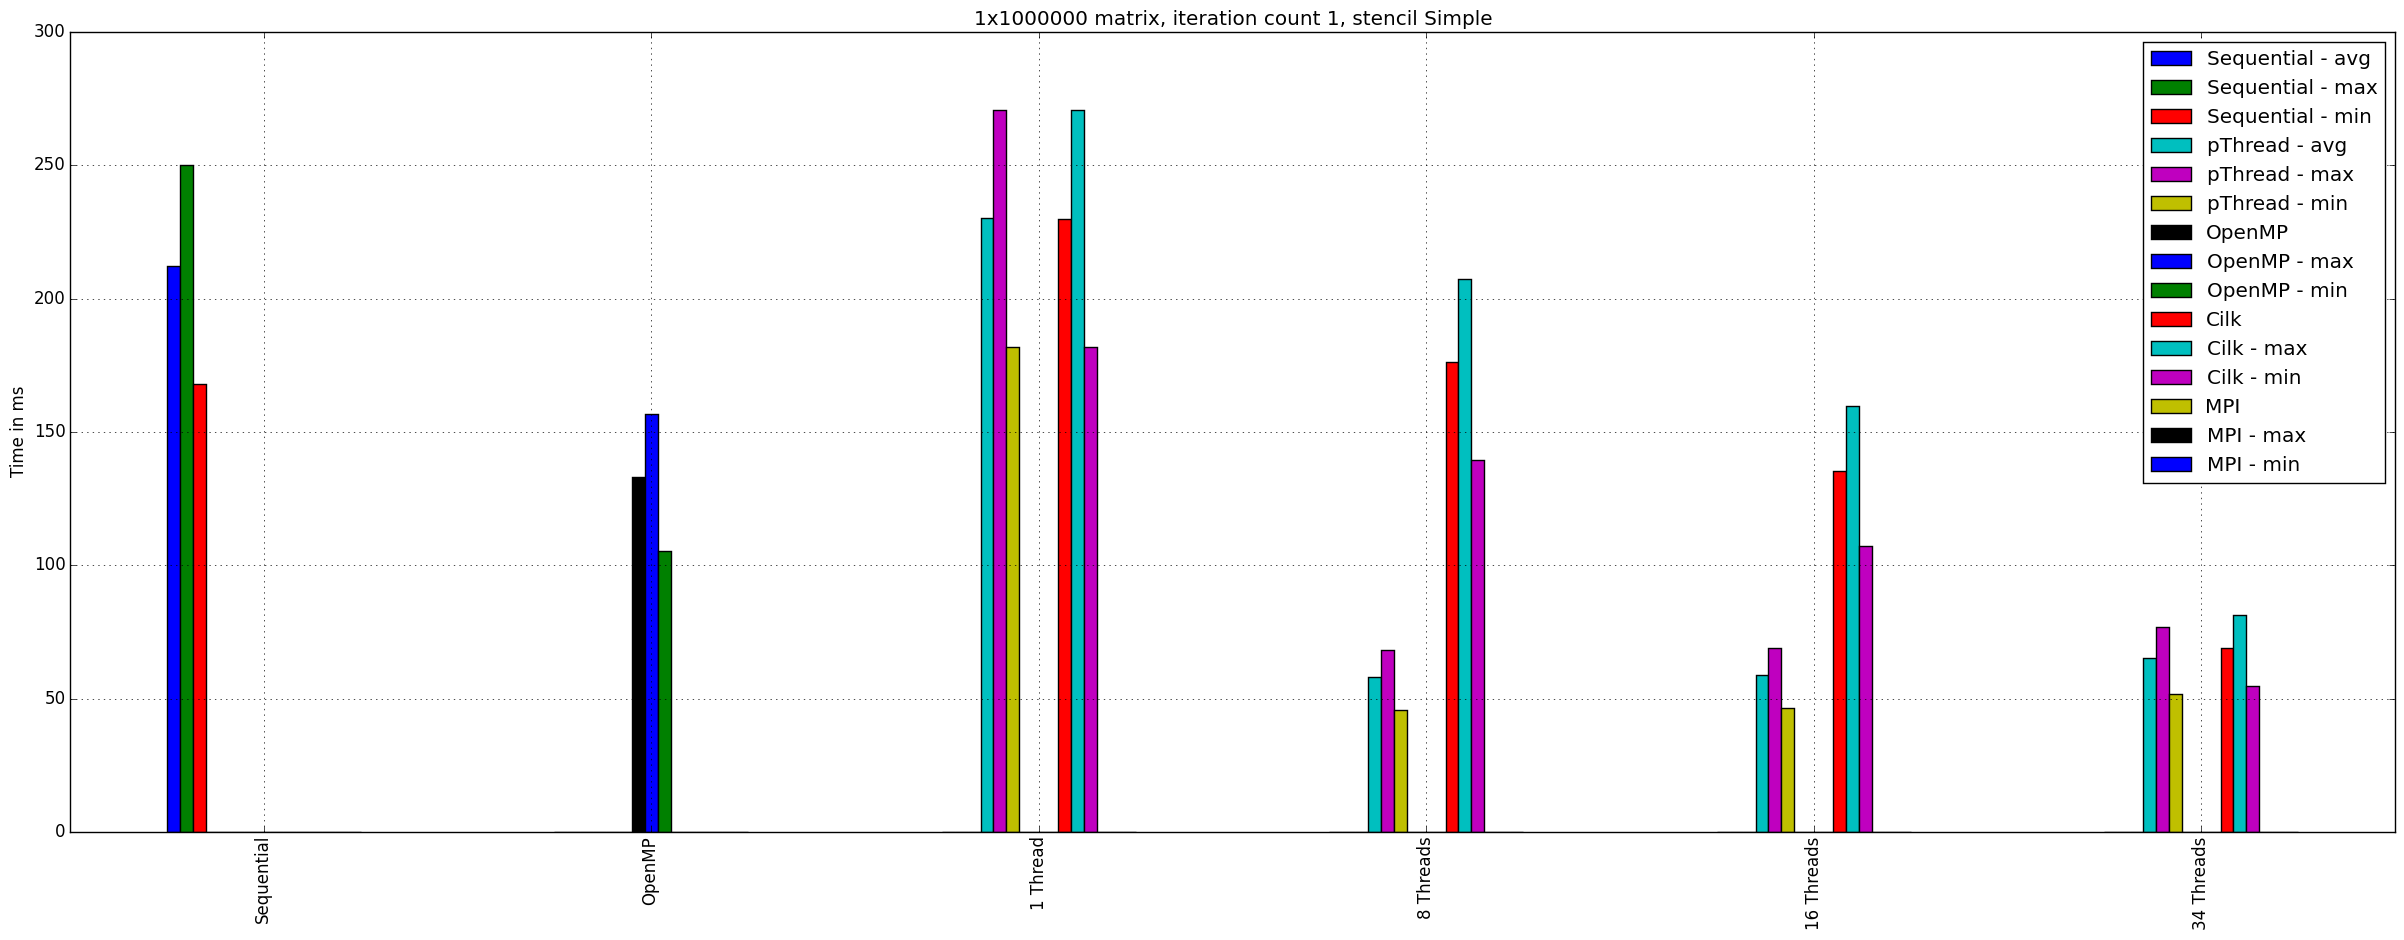 1x1000000 matrix, iteration count 1, stencil Simple
300
250
200
150
100
50
0
Time in ms
Sequential - avg
Sequential - max
Sequential - min
pThread - avg
pThread - max
pThread - min
OpenMP
OpenMP - max
OpenMP - min
Cilk
Cilk - max
Cilk - min
MPI
MPI - max
MPI - min
Sequential
OpenMP
1 Thread
8 Threads
16 Threads
34 Threads